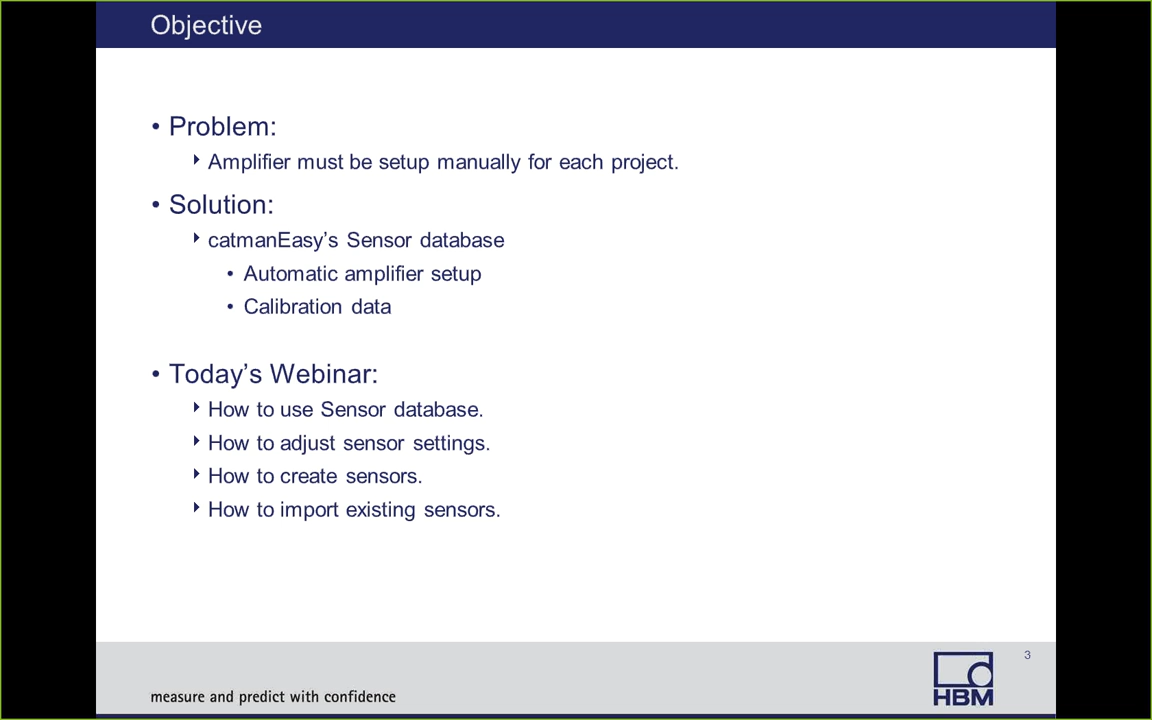 Objective
• Problem:
‣ Amplifier must be setup manually for each project.
• Solution:
‣ catmanEasy’s Sensor database
• Automatic amplifier setup
• Calibration data
• Today’s Webinar:
‣ How to use Sensor database.
‣ How to adjust sensor settings.
‣ How to create sensors.
‣ How to import existing sensors.
3
measure and predict with confidence
HBM